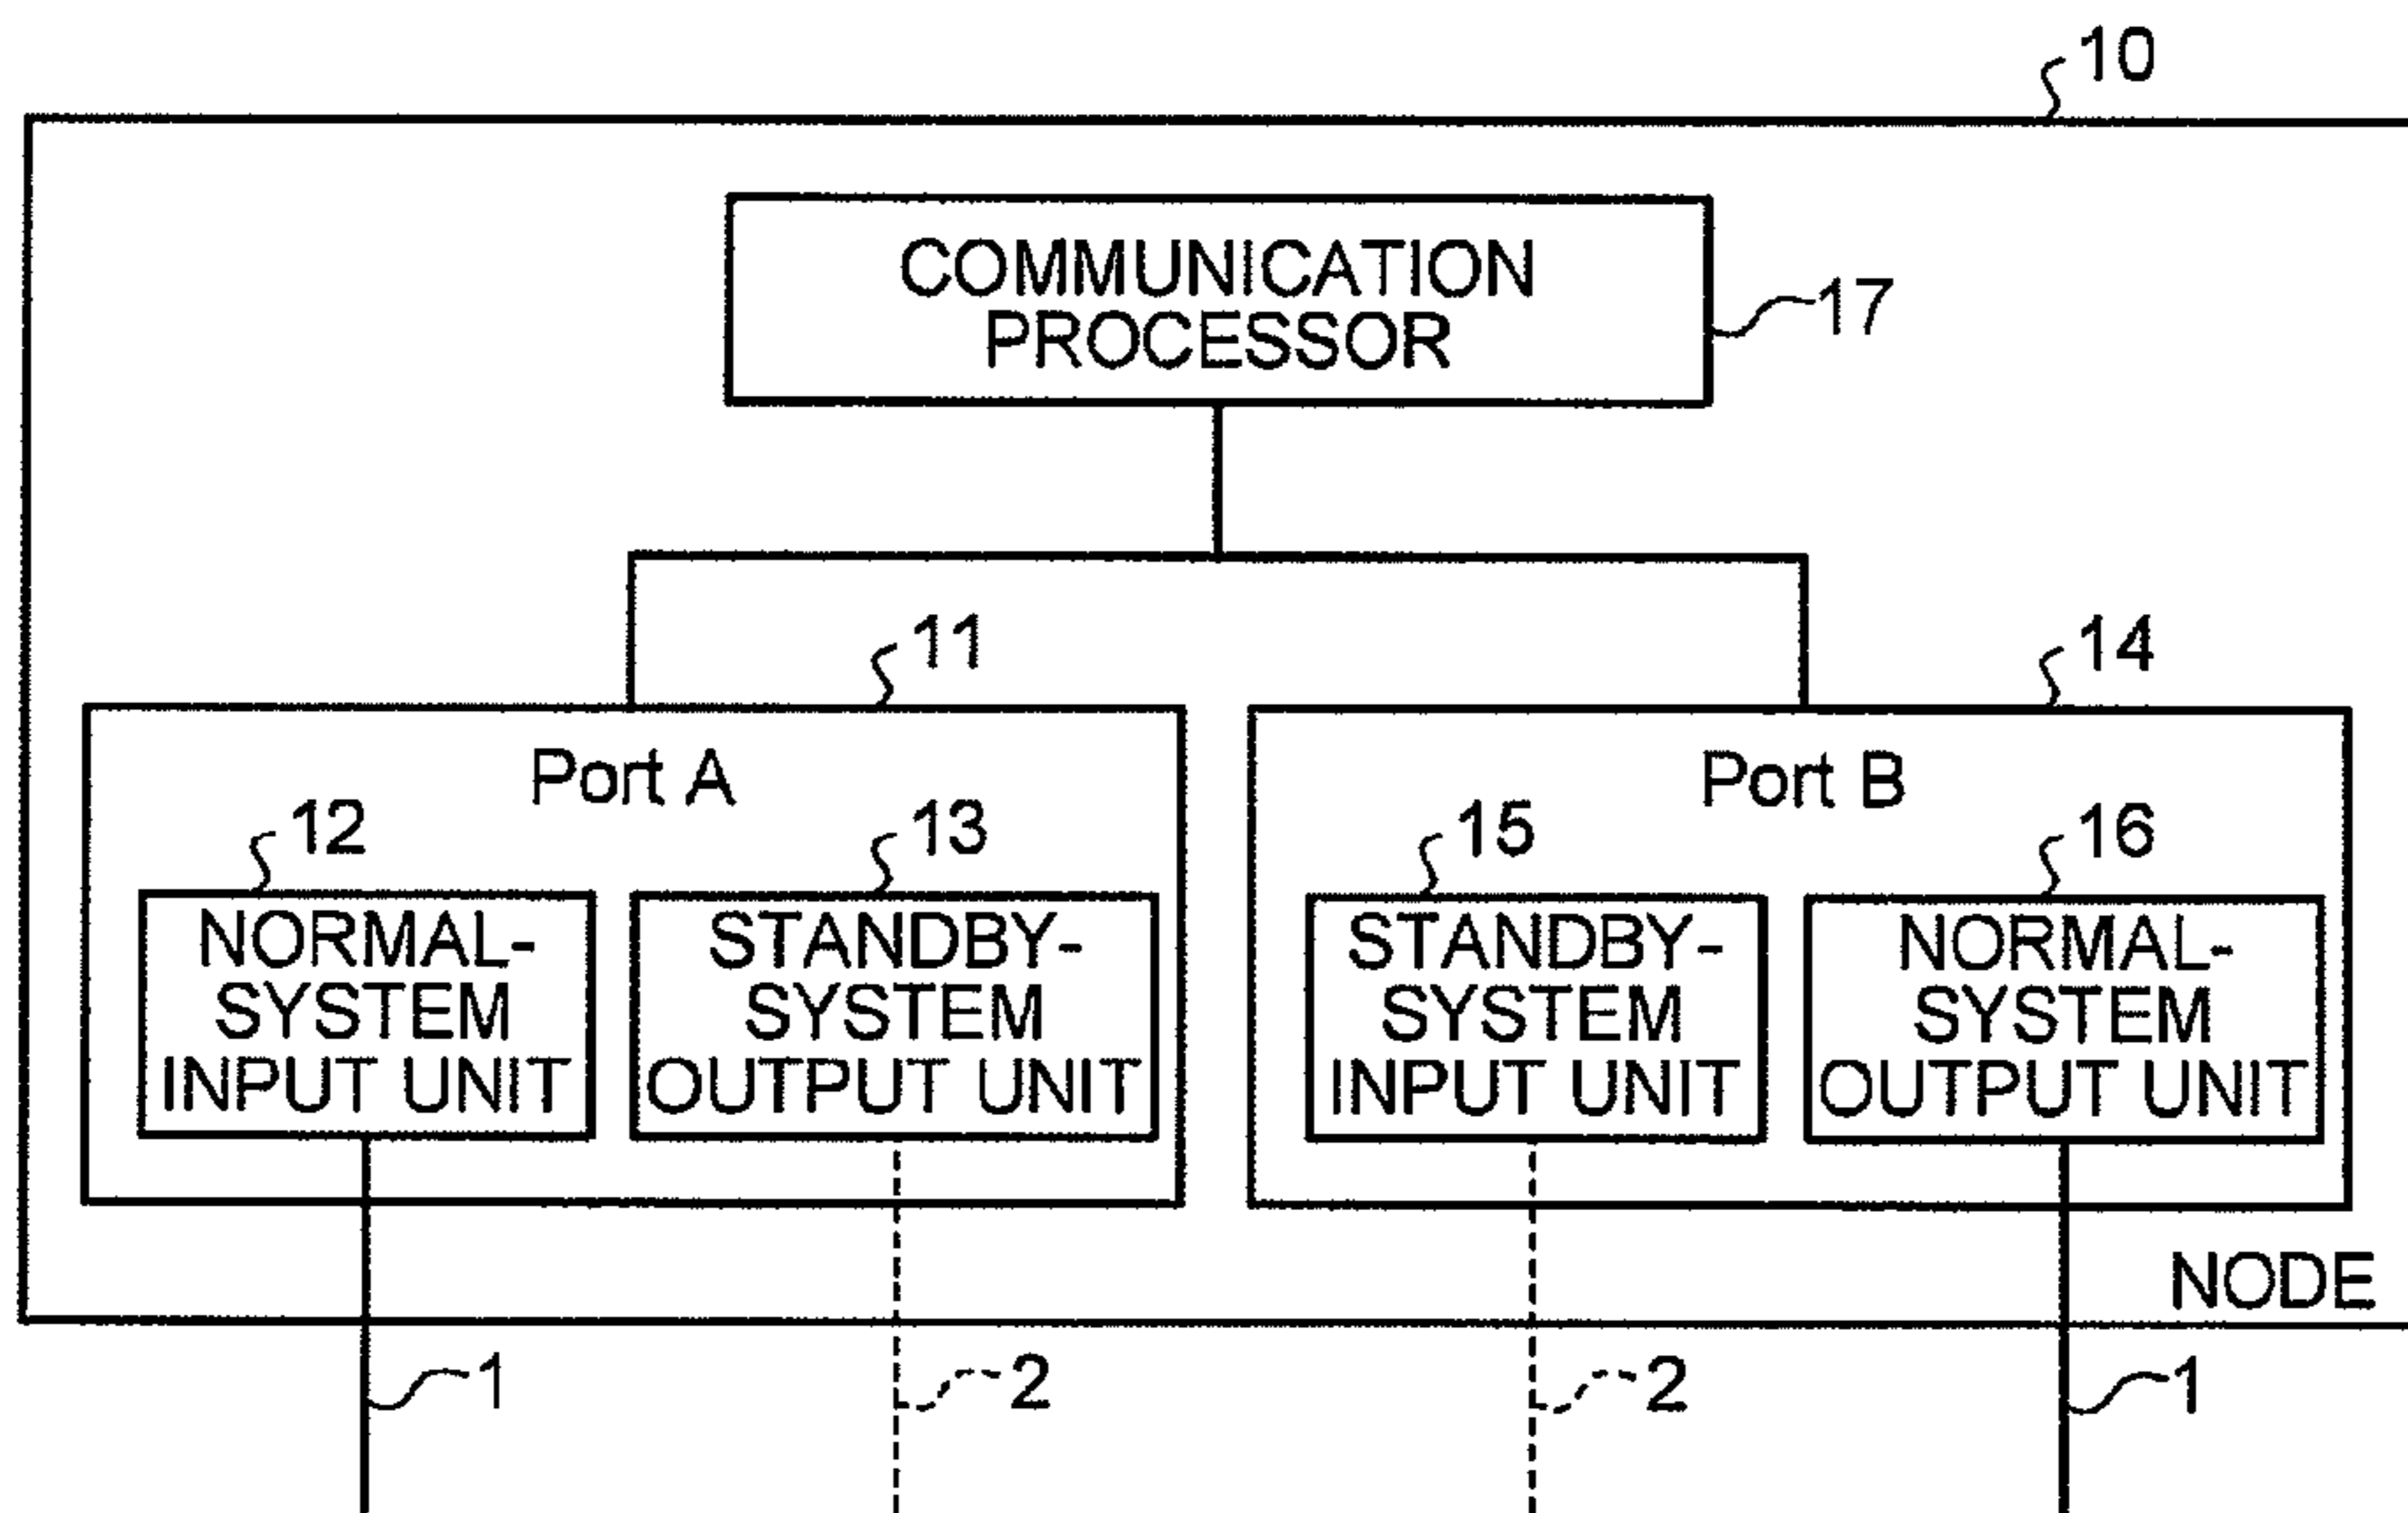 10
COMMUNICATION
PROCESSOR
17
11
14
Port A
Port B
12
13
15
16
NORMAL-
SYSTEM
INPUT UNIT
STANDBY-
SYSTEM
OUTPUT UNIT
STANDBY-
SYSTEM
INPUT UNIT
NORMAL-
SYSTEM
OUTPUT UNIT
NODE
1
2
2
1